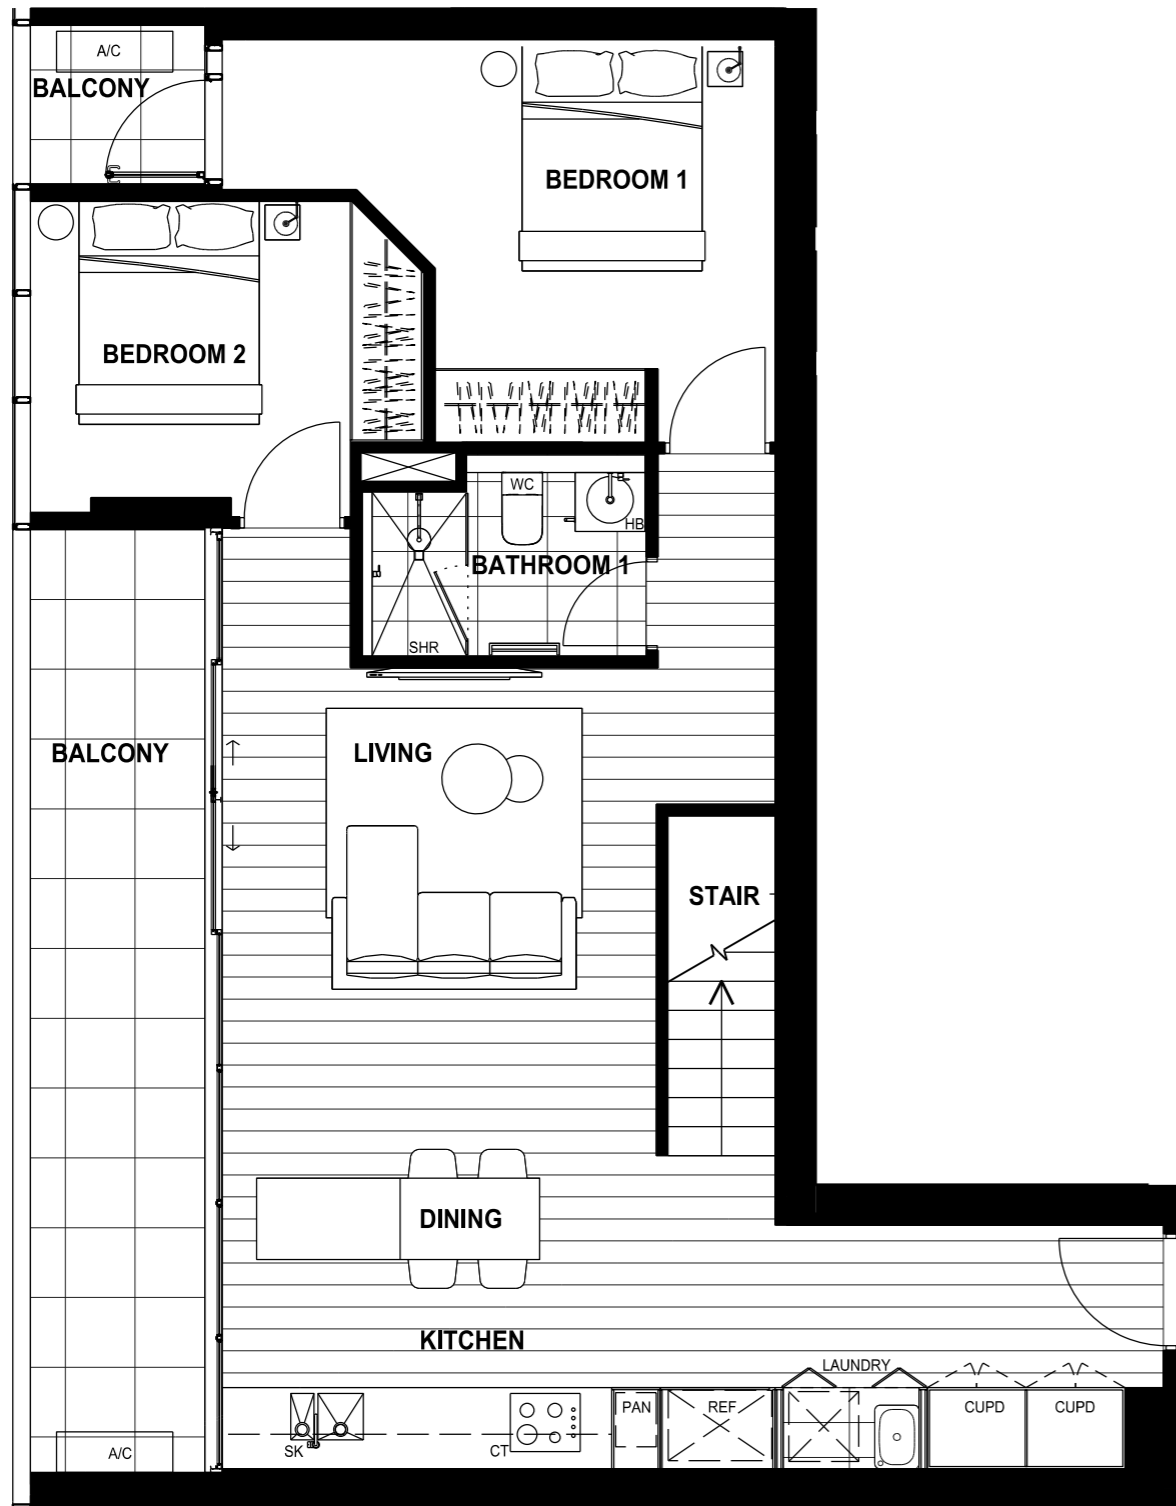 A/C
BALCONY
BEDROOM 1
BEDROOM 2
WC
HB
BATHROOM 1
SHR
BALCONY
LIVING
STAIR
DINING
KITCHEN
LAUNDRY
PAN
REF
CUPD
CUPD
SK
CT
A/C